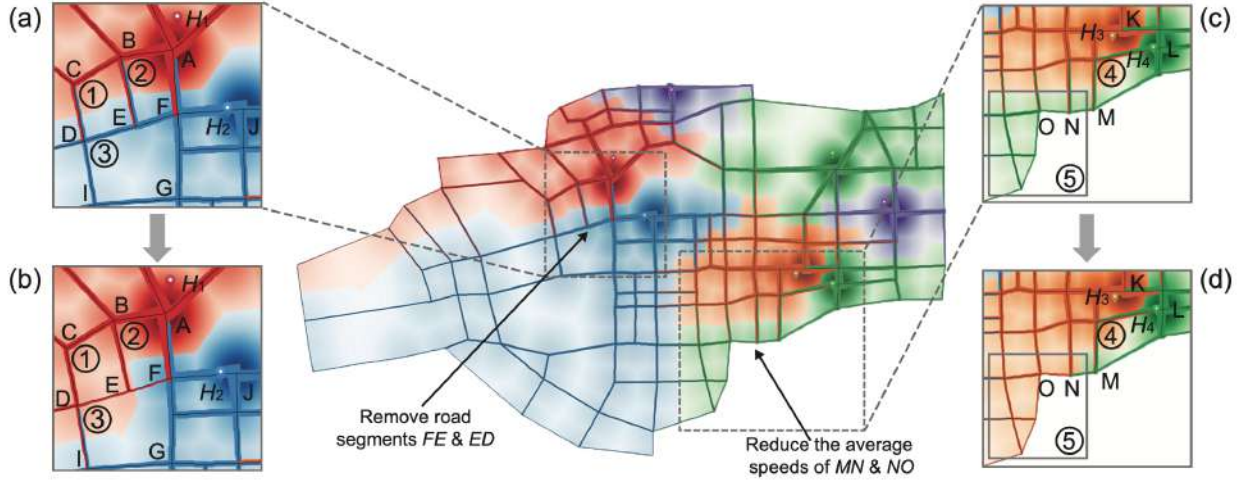 (a)
H1
B
A
C
②
①
E
F
D
H2
J
③
I
G
(b)
H1
B
A
C
②
①
E
F
D
H2
J
③
I
G
Remove road
segments FE & ED
Reduce the average
speeds of MN & NO
(c)
K
H3
H4
L
④
O
N
M
⑤
(d)
K
H3
H4
L
④
O
N
M
⑤